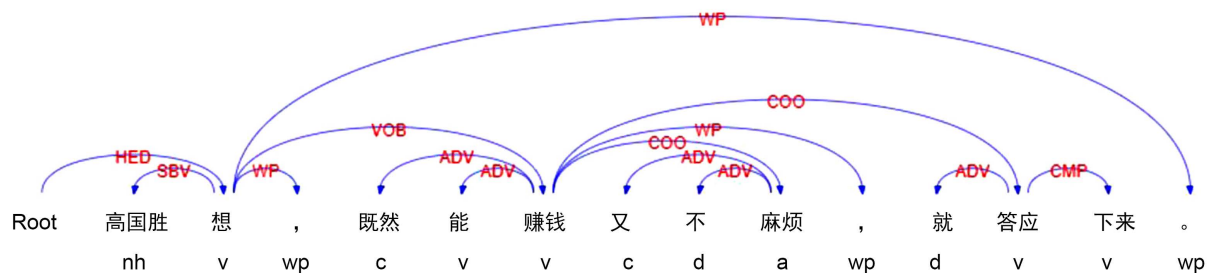 WP
COO
VOB WP
COO
HED ADV ADV
SBV WP ADV ADV ADV CMP
Root 高国胜 想 ， 既然 能 赚钱 又 不 麻烦 ， 就 答应 下来 。
nh v wp c v v c d a wp d v v wp